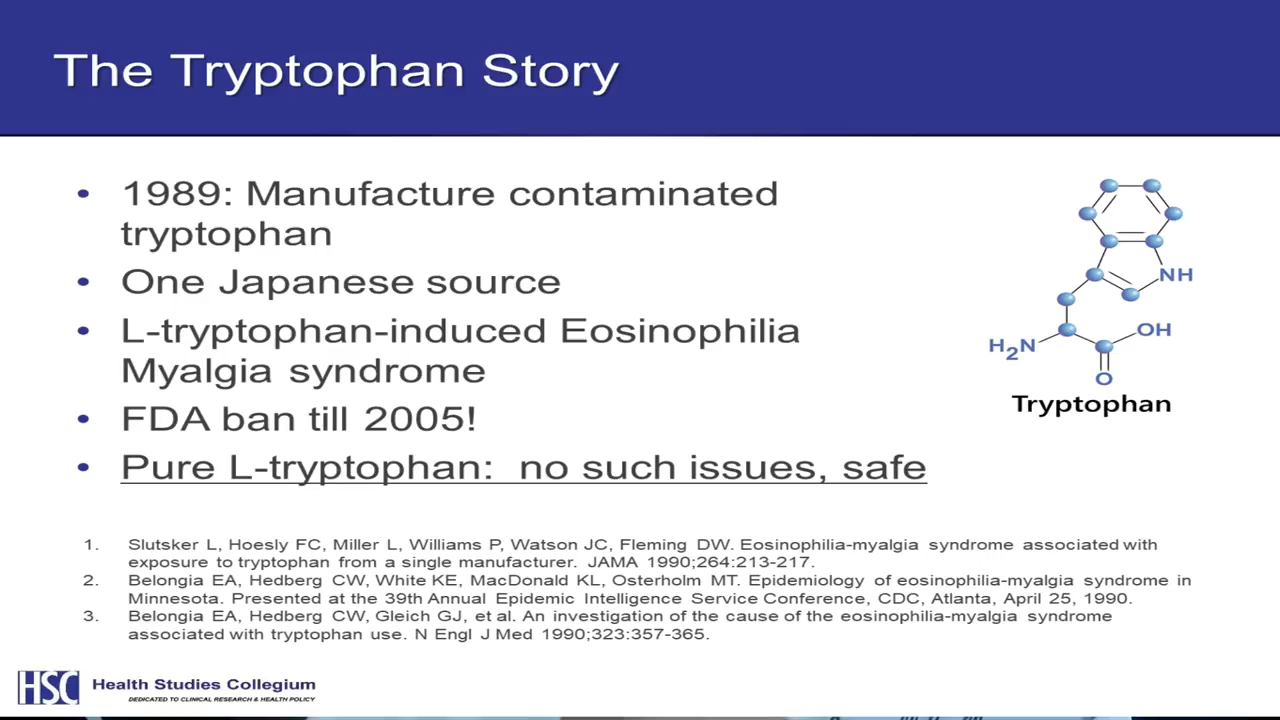 The Tryptophan Story
• 1989: Manufacture contaminated
tryptophan
• One Japanese source
• L-tryptophan-induced Eosinophilia
Myalgia syndrome
• FDA ban till 2005!
• Pure L-tryptophan: no such issues, safe
NH
OH
H2N
O
Tryptophan
1. Slutsker L, Hoesly FC, Miller L, Williams P, Watson JC, Fleming DW. Eosinophilia-myalgia syndrome associated with
exposure to tryptophan from a single manufacturer. JAMA 1990;264:213-217.
2. Belongia EA, Hedberg CW, White KE, MacDonald KL, Osterholm MT. Epidemiology of eosinophilia-myalgia syndrome in
Minnesota. Presented at the 39th Annual Epidemic Intelligence Service Conference, CDC, Atlanta, April 25, 1990.
3. Belongia EA, Hedberg CW, Gleich GJ, et al. An investigation of the cause of the eosinophilia-myalgia syndrome
associated with tryptophan use. N Engl J Med 1990;323:357-365.
HSC Health Studies Collegium
DEDICATED TO CLINICAL RESEARCH & HEALTH POLICY